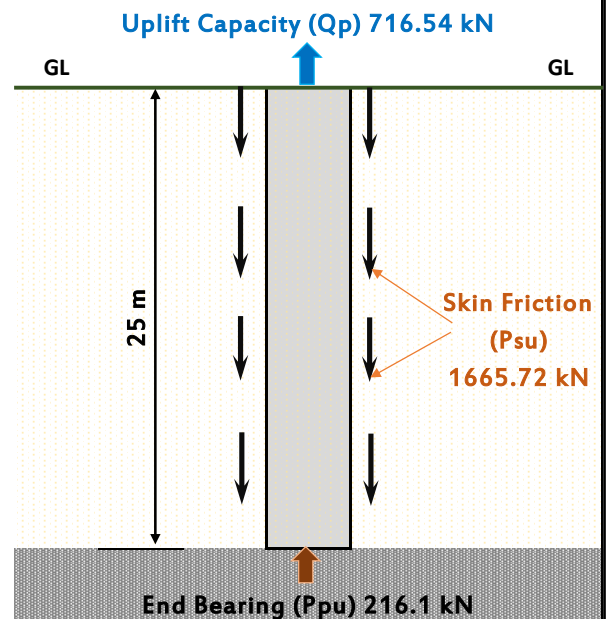 Uplift Capacity (Qp) 716.54 kN
GL
GL
25 m
Skin Friction
(Psu)
1665.72 kN
End Bearing (Ppu) 216.1 kN